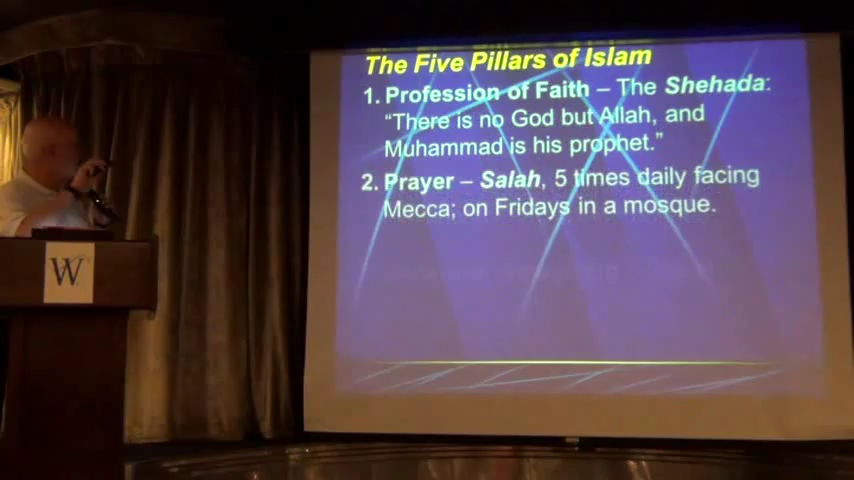 The Five Pillars of Islam
1. Profession of Faith – The Shehada:
“There is no God but Allah, and
Muhammad is his prophet.”
2. Prayer – Salah, 5 times daily facing
Mecca; on Fridays in a mosque.
W